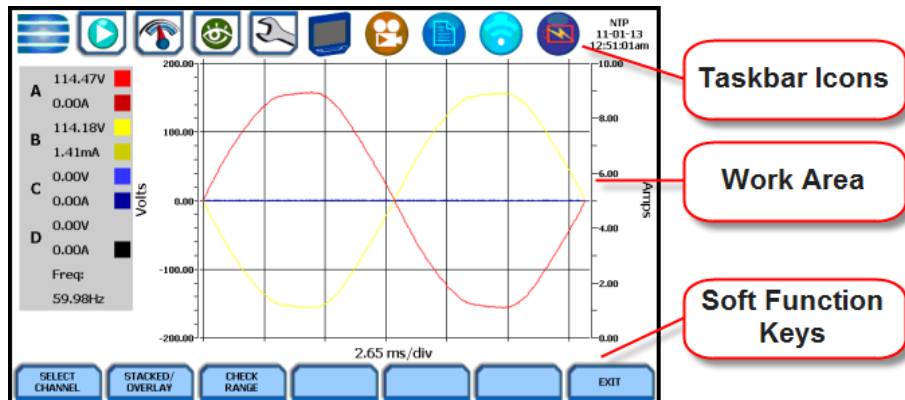 NTP
11-01-13
12:51:01am
Taskbar Icons
A 114.47V
0.00A
B 114.18V
1.41mA
C 0.00V
0.00A
D 0.00V
0.00A
Freq:
59.98Hz
Volts
200.00
100.00
0.00
-100.00
-200.00
10.00
8.00
6.00
4.00
2.00
0.00
Amps
2.65 ms/div
Work Area
Soft Function
Keys
SELECT
CHANNEL
STACKED/
OVERLAY
CHECK
RANGE
EXIT